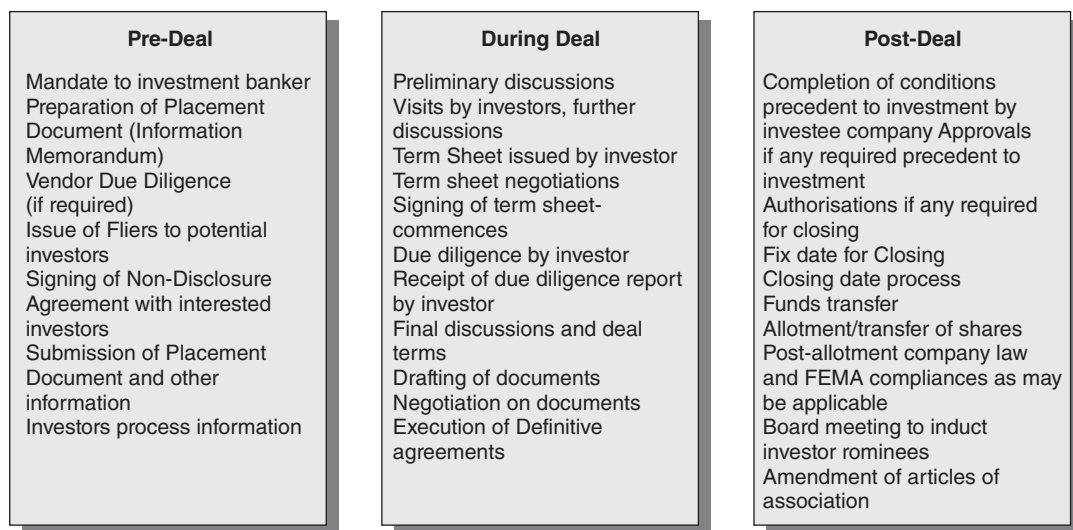 Pre-Deal
Mandate to investment banker
Preparation of Placement
Document (Information
Memorandum)
Vendor Due Diligence
(if required)
Issue of Fliers to potential
investors
Signing of Non-Disclosure
Agreement with interested
investors
Submission of Placement
Document and other
information
Investors process information
During Deal
Preliminary discussions
Visits by investors, further
discussions
Term Sheet issued by investor
Term sheet negotiations
Signing of term sheet-
commences
Due diligence by investor
Receipt of due diligence report
by investor
Final discussions and deal
terms
Drafting of documents
Negotiation on documents
Execution of Definitive
agreements
Post-Deal
Completion of conditions
precedent to investment by
investee company Approvals
if any required precedent to
investment
Authorisations if any required
for closing
Fix date for Closing
Closing date process
Funds transfer
Allotment/transfer of shares
Post-allotment company law
and FEMA compliances as may
be applicable
Board meeting to induct
investor rominees
Amendment of articles of
association